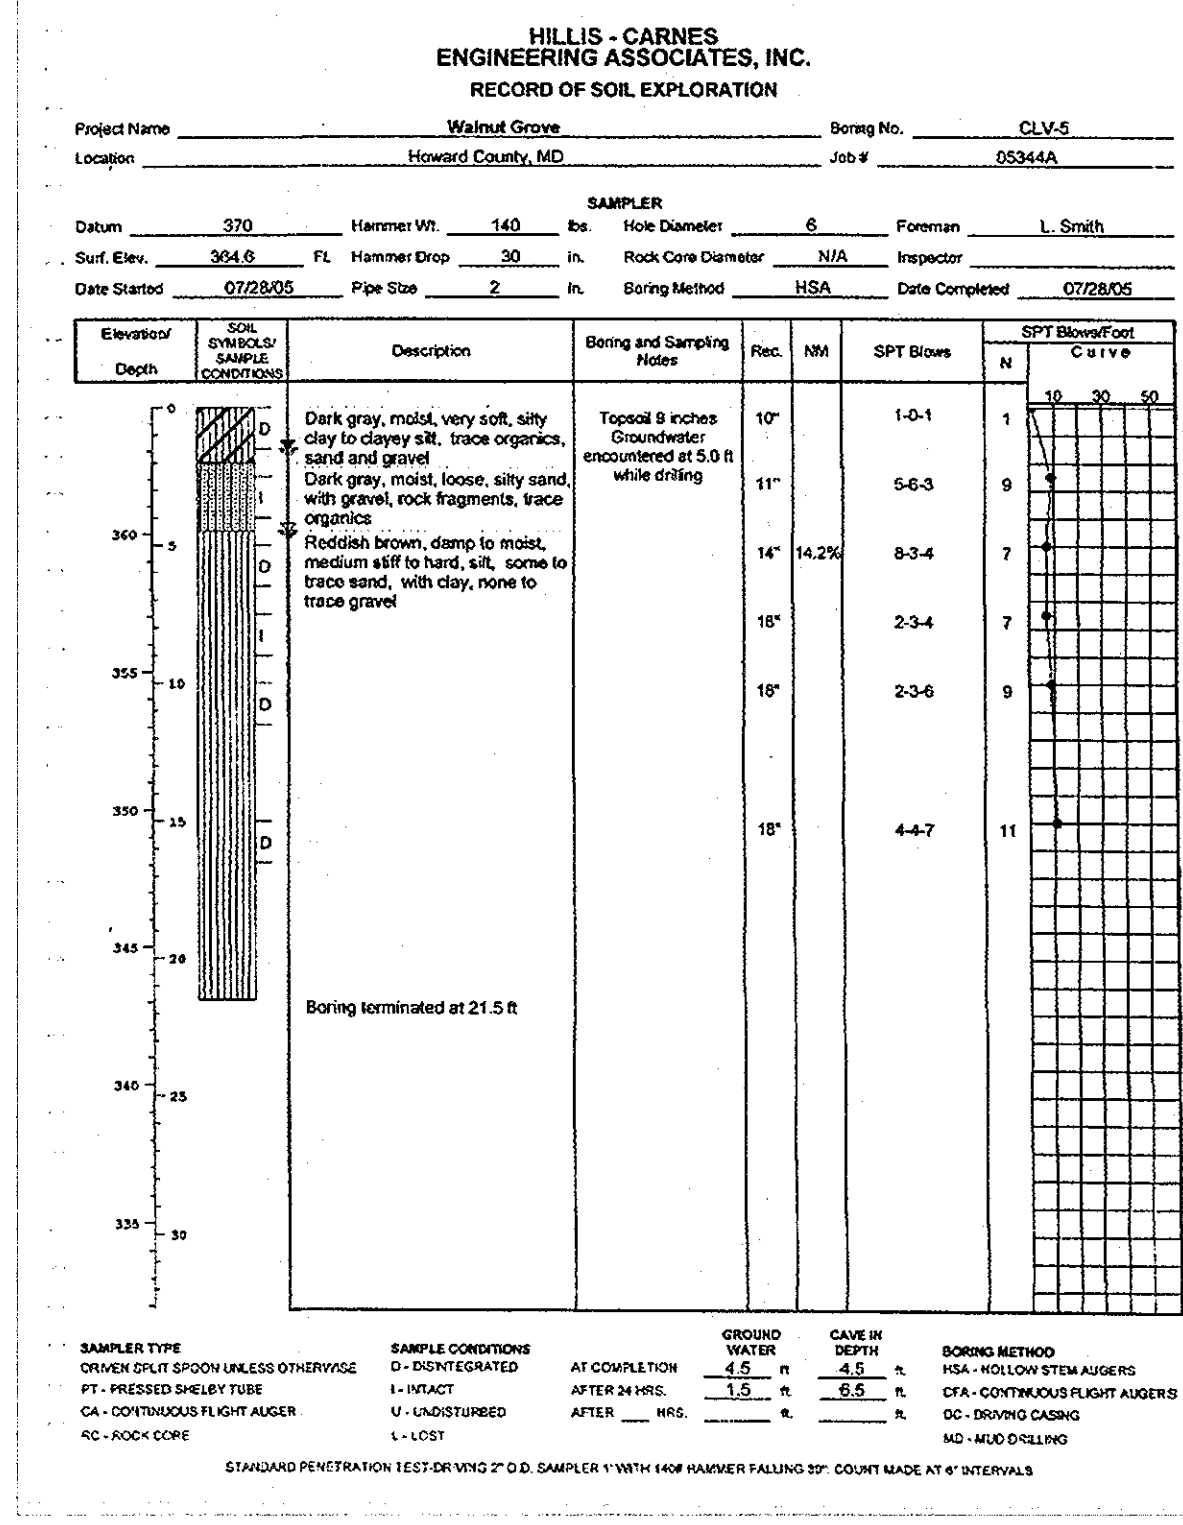 HILLIS - CARNES
ENGINEERING ASSOCIATES, INC.
RECORD OF SOIL EXPLORATION
Project Name Walnut Grove Boring No. CLV-5
Location Howard County, MD Job # 05344A
SAMPLER
Datum 370 Hammer Wt. 140 lbs. Hole Diameter 6 Foreman L. Smith
Surf. Elev. 364.6 Ft. Hammer Drop 30 in. Rock Core Diameter N/A Inspector
Date Started 07/28/05 Pipe Size 2 in. Boring Method HSA Date Completed 07/28/05
Elevation/ Depth
SOIL SYMBOLS/ SAMPLE CONDITIONS
Description
Boring and Sampling Notes
Rec.
NM
SPT Blows
SPT Blows/Foot
N
Curve
10 30 50
0
D
Dark gray, moist, very soft, silty
clay to clayey silt, trace organics,
sand and gravel
Topsoil 9 inches
Groundwater
encountered at 5.0 ft
while drilling
10" 1-0-1 1
I
Dark gray, moist, loose, silty sand,
with gravel, rock fragments, trace
organics
11" 5-6-3 9
360
5
D
Reddish brown, damp to moist,
medium stiff to hard, silt, some to
trace sand, with clay, none to
trace gravel
14" 14.2% 8-3-4 7
I
18" 2-3-4 7
355
10
D
18" 2-3-6 9
350
15
D
18" 4-4-7 11
345
20
Boring terminated at 21.5 ft
340
25
335
30
SAMPLER TYPE
DRIVEN SPLIT SPOON UNLESS OTHERWISE
PT - PRESSED SHELBY TUBE
CA - CONTINUOUS FLIGHT AUGER
RC - ROCK CORE
SAMPLE CONDITIONS
D - DISINTEGRATED
I - INTACT
U - UNDISTURBED
L - LOST
GROUND WATER CAVE IN DEPTH
AT COMPLETION 4.5 ft 4.5 ft.
AFTER 24 HRS. 1.5 ft. 6.5 ft.
AFTER ___ HRS. ft. ft.
BORING METHOD
HSA - HOLLOW STEM AUGERS
CFA - CONTINUOUS FLIGHT AUGERS
DC - DRIVING CASING
MD - MUD DRILLING
STANDARD PENETRATION TEST-DRIVING 2" O.D. SAMPLER 1' WITH 140# HAMMER FALLING 30": COUNT MADE AT 6" INTERVALS